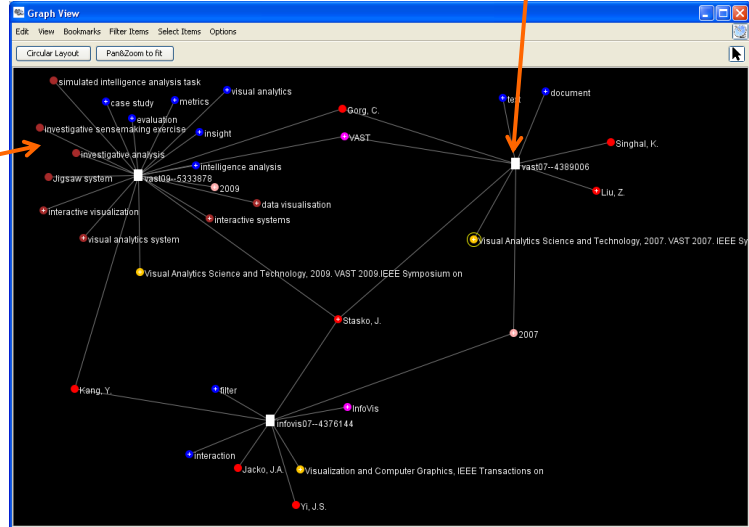 Graph View
Edit View Bookmarks Filter Items Select Items Options
Circular Layout Pan&Zoom to fit
simulated intelligence analysis task
visual analytics
case study
metrics
evaluation
investigative sensemaking exercise
insight
investigative analysis
intelligence analysis
Jigsaw system
vast09--5333878
2009
data visualisation
interactive visualization
interactive systems
visual analytics system
Visual Analytics Science and Technology, 2009. VAST 2009.IEEE Symposium on
Gorg, C.
VAST
text
document
Singhal, K.
vast07--4389006
Liu, Z.
Visual Analytics Science and Technology, 2007. VAST 2007. IEEE Sy
Stasko, J.
2007
Kang, Y.
filter
InfoVis
infovis07--4376144
interaction
Jacko, J.A.
Visualization and Computer Graphics, IEEE Transactions on
Yi, J.S.